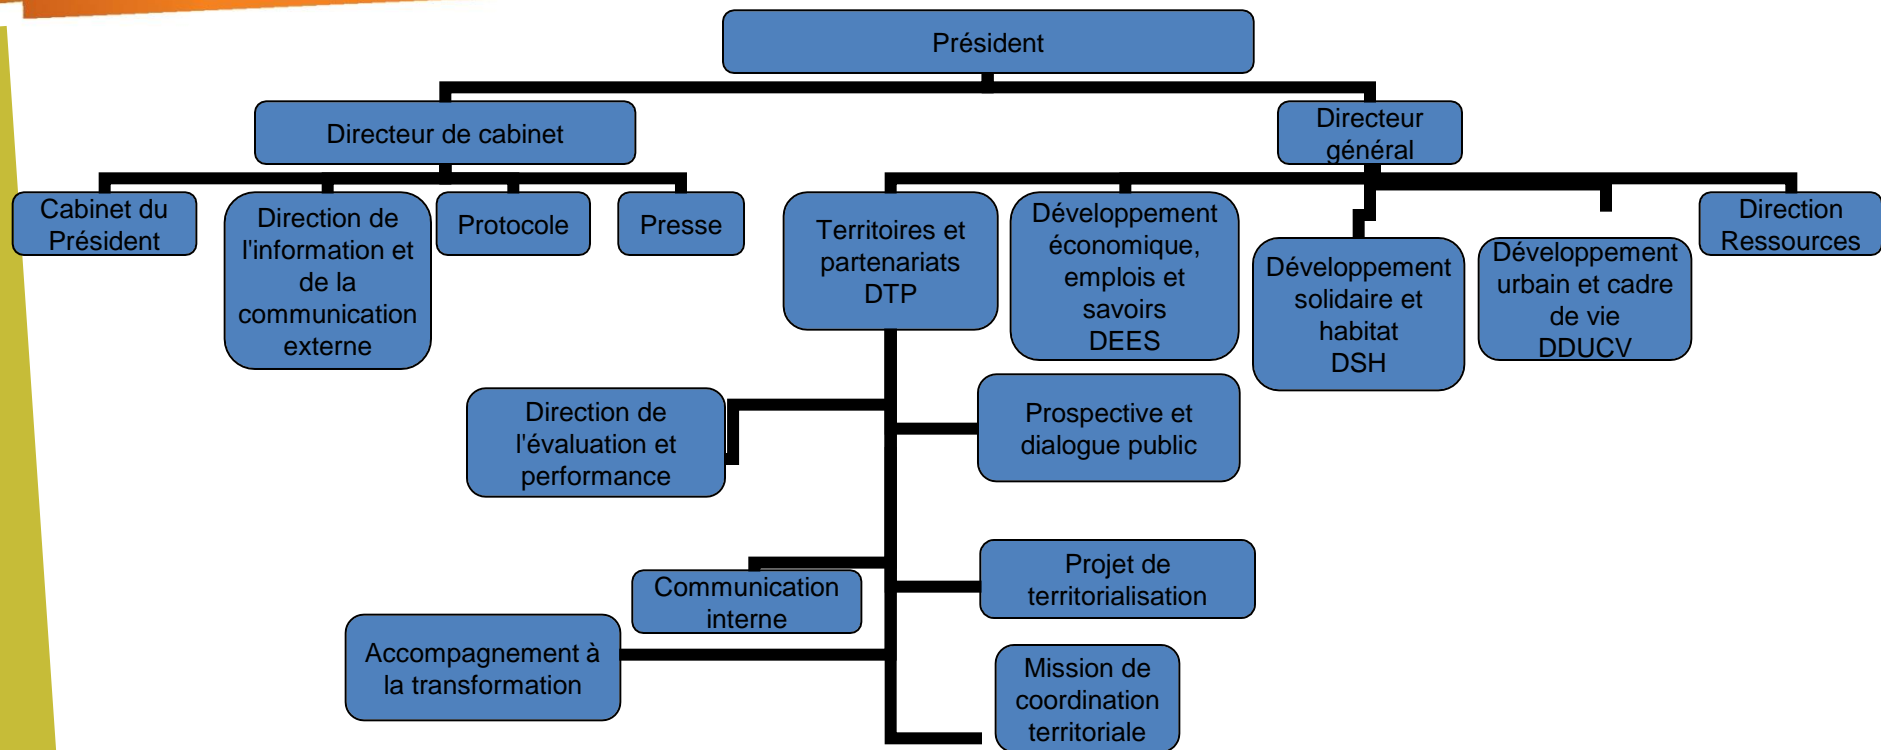 Président
Directeur de cabinet
Directeur
général
Cabinet du
Président
Direction de
l'information et
de la
communication
externe
Protocole
Presse
Territoires et
partenariats
DTP
Développement
économique,
emplois et
savoirs
DEES
Développement
solidaire et
habitat
DSH
Développement
urbain et cadre
de vie
DDUCV
Direction
Ressources
Direction de
l'évaluation et
performance
Prospective et
dialogue public
Communication
interne
Projet de
territorialisation
Accompagnement à
la transformation
Mission de
coordination
territoriale